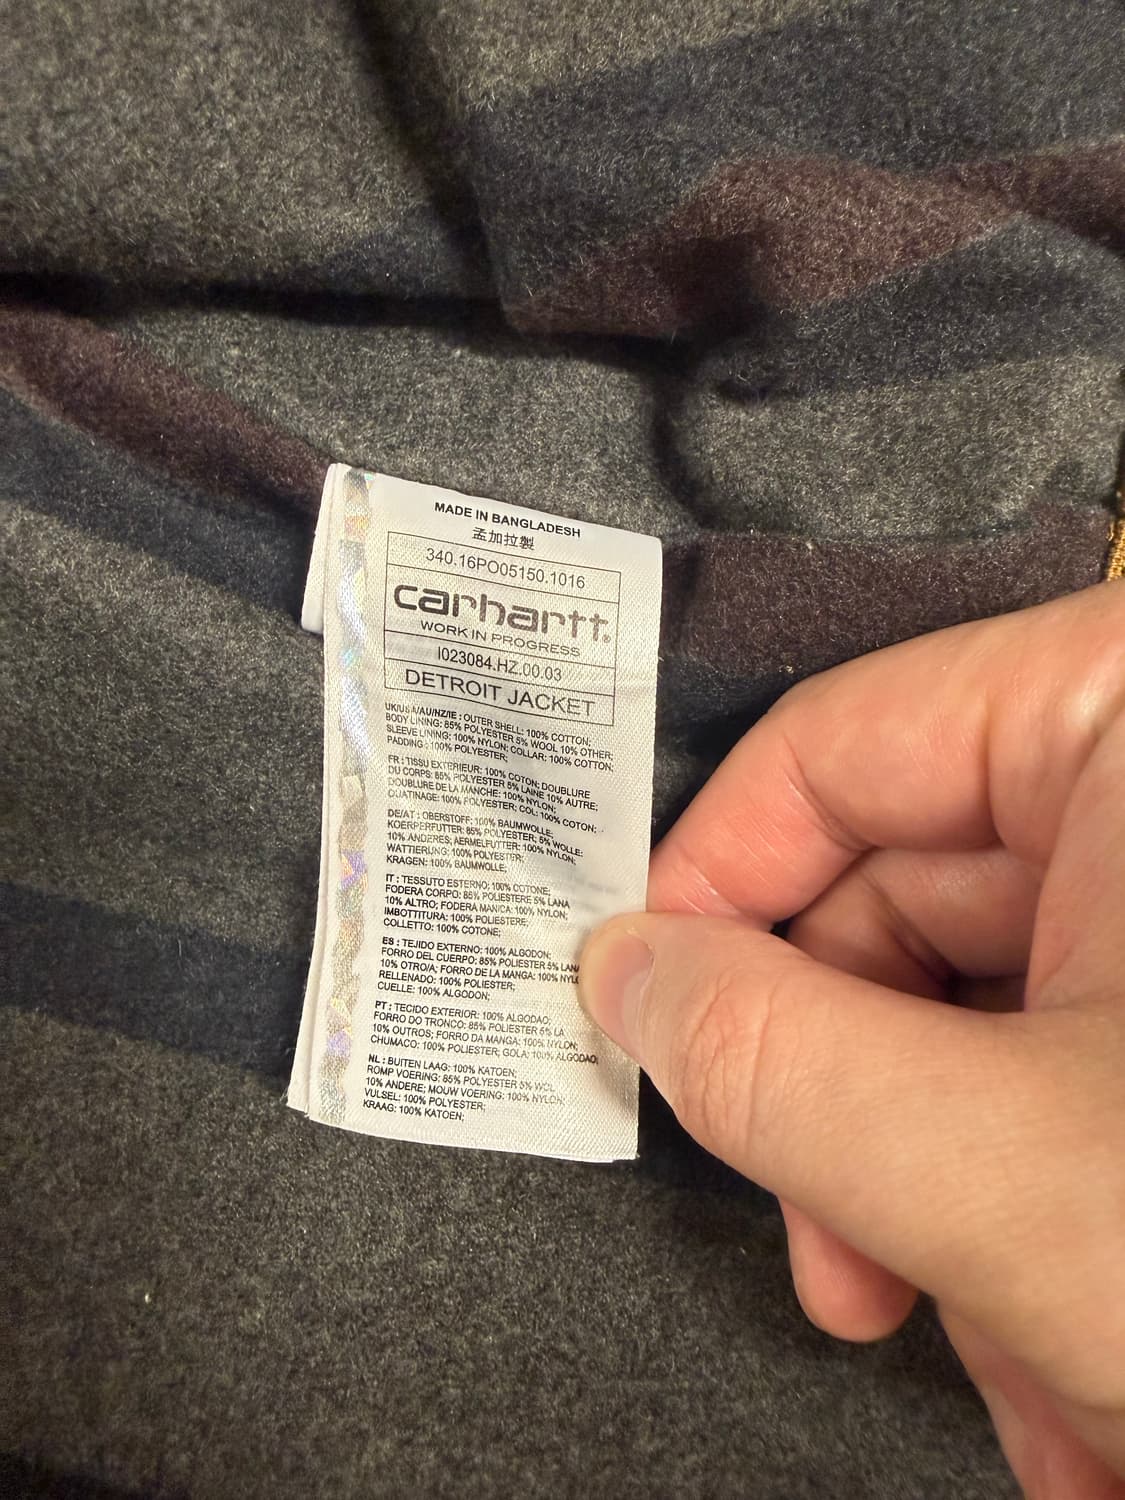 MADE IN BANGLADESH
孟加拉製
340.16PO05150.1016
carhartt®
WORK IN PROGRESS
I023084.HZ.00.03
DETROIT JACKET
UK/USA/AU/NZ/IE : OUTER SHELL: 100% COTTON;
BODY LINING: 85% POLYESTER 5% WOOL 10% OTHER;
SLEEVE LINING: 100% NYLON; COLLAR: 100% COTTON;
PADDING : 100% POLYESTER;
FR : TISSU EXTERIEUR: 100% COTON; DOUBLURE
DU CORPS: 85% POLYESTER 5% LAINE 10% AUTRE;
DOUBLURE DE LA MANCHE: 100% NYLON;
OUATINAGE: 100% POLYESTER; COL: 100% COTON;
DE/AT : OBERSTOFF: 100% BAUMWOLLE;
KOERPERFUTTER: 85% POLYESTER; 5% WOLLE:
10% ANDERES; AERMELFUTTER: 100% NYLON;
WATTIERUNG: 100% POLYESTER;
KRAGEN: 100% BAUMWOLLE;
IT : TESSUTO ESTERNO: 100% COTONE;
FODERA CORPO: 85% POLIESTERE 5% LANA
10% ALTRO; FODERA MANICA: 100% NYLON;
IMBOTTITURA: 100% POLIESTERE;
COLLETTO: 100% COTONE;
ES : TEJIDO EXTERNO: 100% ALGODON;
FORRO DEL CUERPO: 85% POLIESTER 5% LANA
10% OTRO/A; FORRO DE LA MANGA: 100% NYL
RELLENADO: 100% POLIESTER;
CUELLE: 100% ALGODON;
PT : TECIDO EXTERIOR: 100% ALGODAO;
FORRO DO TRONCO: 85% POLIESTER 5% LA
10% OUTROS; FORRO DA MANGA: 100% NYLON;
CHUMACO: 100% POLIESTER; GOLA: 100% ALGODAO;
NL : BUITEN LAAG: 100% KATOEN;
ROMP VOERING: 85% POLYESTER 5% WOL
10% ANDERE; MOUW VOERING: 100% NYLON;
VULSEL: 100% POLYESTER;
KRAAG: 100% KATOEN;